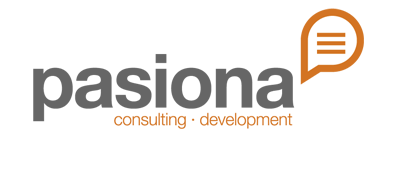 pasiona
consulting · development